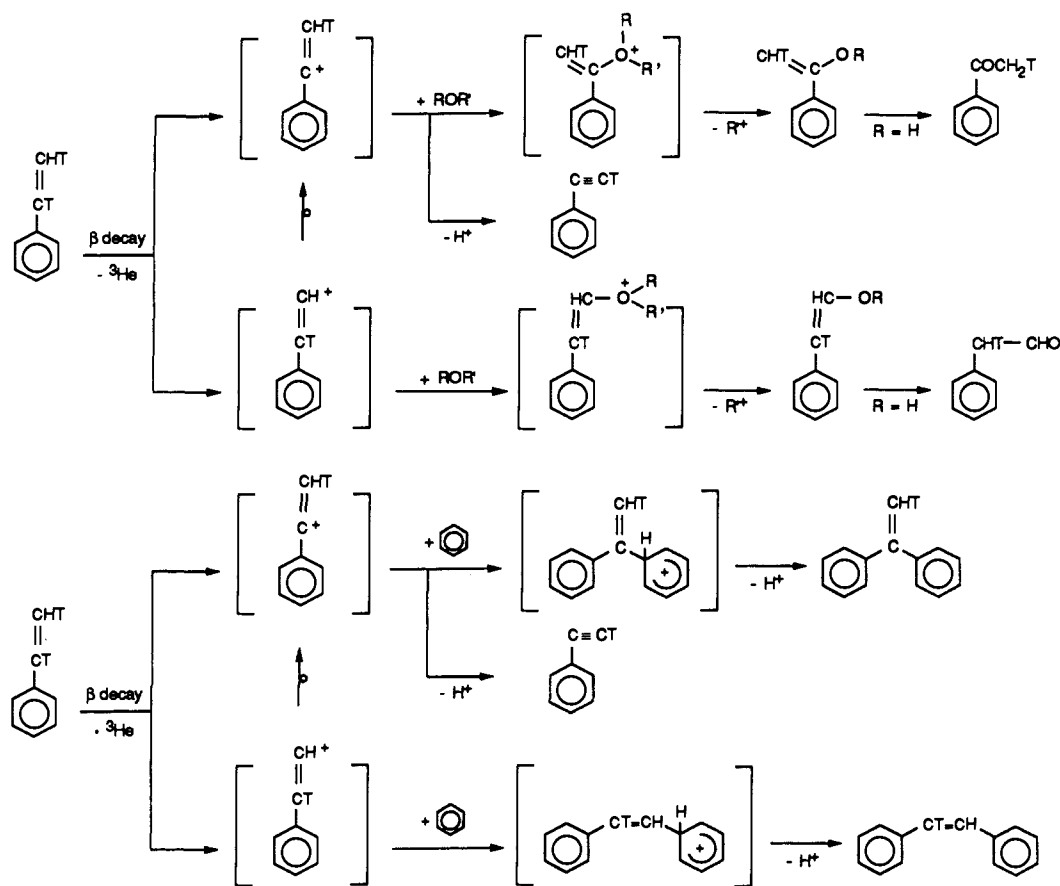 CHT
CT
β decay
- ³He
CHT
C +
+ ROR'
CHT
C
R
O+
R'
- R'+
CHT
C
O R
R = H
COCH₂T
- H+
C ≡ CT
CH +
CT
+ ROR'
HC — O+
R
R'
CT
- R'+
HC — OR
CT
R = H
CHT — CHO
CHT
CT
β decay
- ³He
CHT
C +
+
CHT
C
H
+
- H+
CHT
C
- H+
C ≡ CT
CH +
CT
+
CT=CH
H
+
- H+
CT=CH